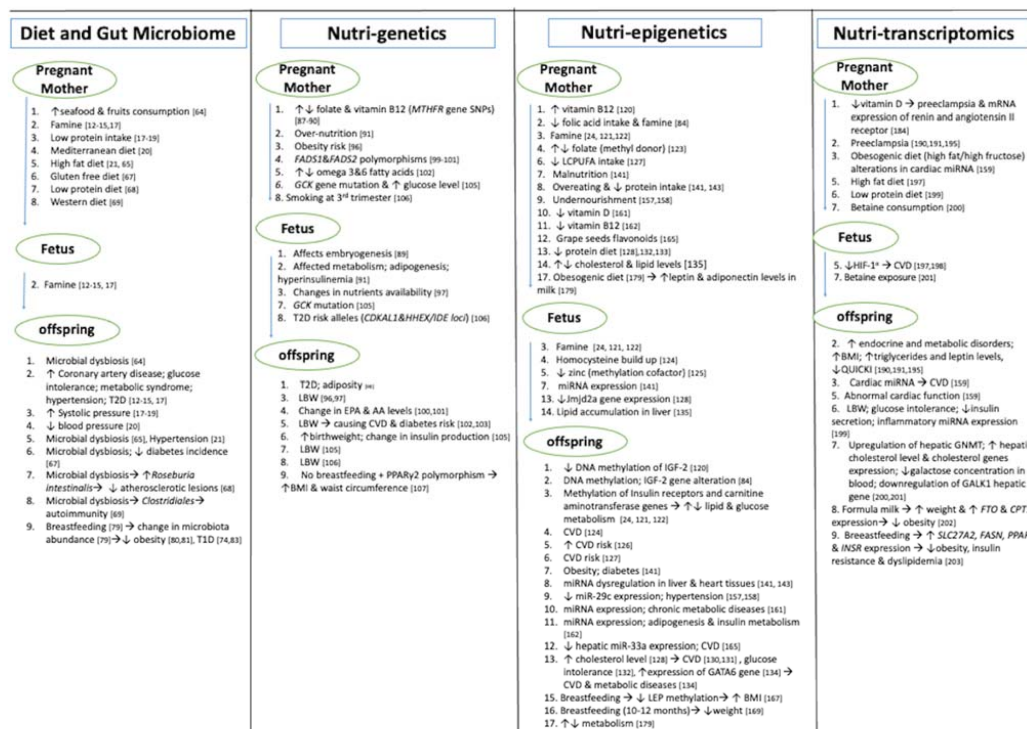 Diet and Gut Microbiome
Pregnant
Mother
1. ↑seafood & fruits consumption [64]
2. Famine [12-15,17]
3. Low protein intake [17-19]
4. Mediterranean diet [20]
5. High fat diet [21, 65]
6. Gluten free diet [67]
7. Low protein diet [68]
8. Western diet [69]
Fetus
2. Famine [12-15, 17]
offspring
1. Microbial dysbiosis [64]
2. ↑ Coronary artery disease; glucose
intolerance; metabolic syndrome;
hypertension; T2D [12-15, 17]
3. ↑ Systolic pressure [17-19]
4. ↓ blood pressure [20]
5. Microbial dysbiosis [65], Hypertension [21]
6. Microbial dysbiosis; ↓ diabetes incidence
[67]
7. Microbial dysbiosis→ ↑Roseburia
intestinalis→ ↓ atherosclerotic lesions [68]
8. Microbial dysbiosis→ Clostridiales→
autoimmunity [69]
9. Breastfeeding [79] → change in microbiota
abundance [79]→↓ obesity [80,81], T1D [74,83]
Nutri-genetics
Pregnant
Mother
1. ↑↓ folate & vitamin B12 (MTHFR gene SNPs)
[87-90]
2. Over-nutrition [91]
3. Obesity risk [96]
4. FADS1&FADS2 polymorphisms [99-101]
5. ↑↓ omega 3&6 fatty acids [102]
6. GCK gene mutation & ↑ glucose level [105]
8. Smoking at 3rd trimester [106]
Fetus
1. Affects embryogenesis [89]
2. Affected metabolism; adipogenesis;
hyperinsulinemia [91]
3. Changes in nutrients availability [97]
7. GCK mutation [105]
8. T2D risk alleles (CDKAL1&HHEX/IDE loci) [106]
offspring
1. T2D; adiposity
3. LBW [96,97]
4. Change in EPA & AA levels [100,101]
5. LBW → causing CVD & diabetes risk [102,103]
6. ↑birthweight; change in insulin production [105]
7. LBW [105]
8. LBW [106]
9. No breastfeeding + PPARγ2 polymorphism →
↑BMI & waist circumference [107]
Nutri-epigenetics
Pregnant
Mother
1. ↑ vitamin B12 [120]
2. ↓ folic acid intake & famine [84]
3. Famine [24, 121,122]
4. ↑↓ folate (methyl donor) [123]
6. ↓ LCPUFA intake [127]
7. Malnutrition [141]
8. Overeating & ↓ protein intake [141, 143]
9. Undernourishment [157,158]
10. ↓ vitamin D [161]
11. ↓ vitamin B12 [162]
12. Grape seeds flavonoids [165]
13. ↓ protein diet [128],132,133]
14. ↑↓ cholesterol & lipid levels [135]
17. Obesogenic diet [179] → ↑leptin & adiponectin levels in
milk [179]
Fetus
3. Famine [24, 121, 122]
4. Homocysteine build up [124]
5. ↓ zinc (methylation cofactor) [125]
7. miRNA expression [141]
13. ↓Jmjd2a gene expression [128]
14. Lipid accumulation in liver [135]
offspring
1. ↓ DNA methylation of IGF-2 [120]
2. DNA methylation; IGF-2 gene alteration [84]
3. Methylation of Insulin receptors and carnitine
aminotransferase genes → ↑↓ lipid & glucose
metabolism [24, 121, 122]
4. CVD [124]
5. ↑ CVD risk [126]
6. CVD risk [127]
7. Obesity; diabetes [141]
8. miRNA dysregulation in liver & heart tissues [141, 143]
9. ↓ miR-29c expression; hypertension [157,158]
10. miRNA expression; chronic metabolic diseases [161]
11. miRNA expression; adipogenesis & insulin metabolism
[162]
12. ↓ hepatic miR-33a expression; CVD [165]
13. ↑ cholesterol level [128] → CVD [130,131] , glucose
intolerance [132], ↑expression of GATA6 gene [134] →
CVD & metabolic diseases [134]
15. Breastfeeding → ↓ LEP methylation→ ↑ BMI [167]
16. Breastfeeding (10-12 months)→ ↓weight [169]
17. ↑↓ metabolism [179]
Nutri-transcriptomics
Pregnant
Mother
1. ↓vitamin D → preeclampsia & mRNA
expression of renin and angiotensin II
receptor [184]
2. Preeclampsia [190,191,195]
3. Obesogenic diet (high fat/high fructose)
alterations in cardiac miRNA [159]
5. High fat diet [197]
6. Low protein diet [199]
7. Betaine consumption [200]
Fetus
5. ↓HIF-1ᵅ → CVD [197,198]
7. Betaine exposure [201]
offspring
2. ↑ endocrine and metabolic disorders;
↑BMI; ↑triglycerides and leptin levels,
↓QUICKI [190,191,195]
3. Cardiac miRNA → CVD [159]
5. Abnormal cardiac function [159]
6. LBW; glucose intolerance; ↓insulin
secretion; inflammatory miRNA expression
[199]
7. Upregulation of hepatic GNMT; ↑ hepatic
cholesterol level & cholesterol genes
expression; ↓galactose concentration in
blood; downregulation of GALK1 hepatic
gene [200,201]
8. Formula milk → ↑ weight & ↑ FTO &
expression→ ↓ obesity [202]
9. Breeastfeeding → ↑ SLC27A2, FASN,
& INSR expression → ↓obesity, insulin
resistance & dyslipidemia [203]